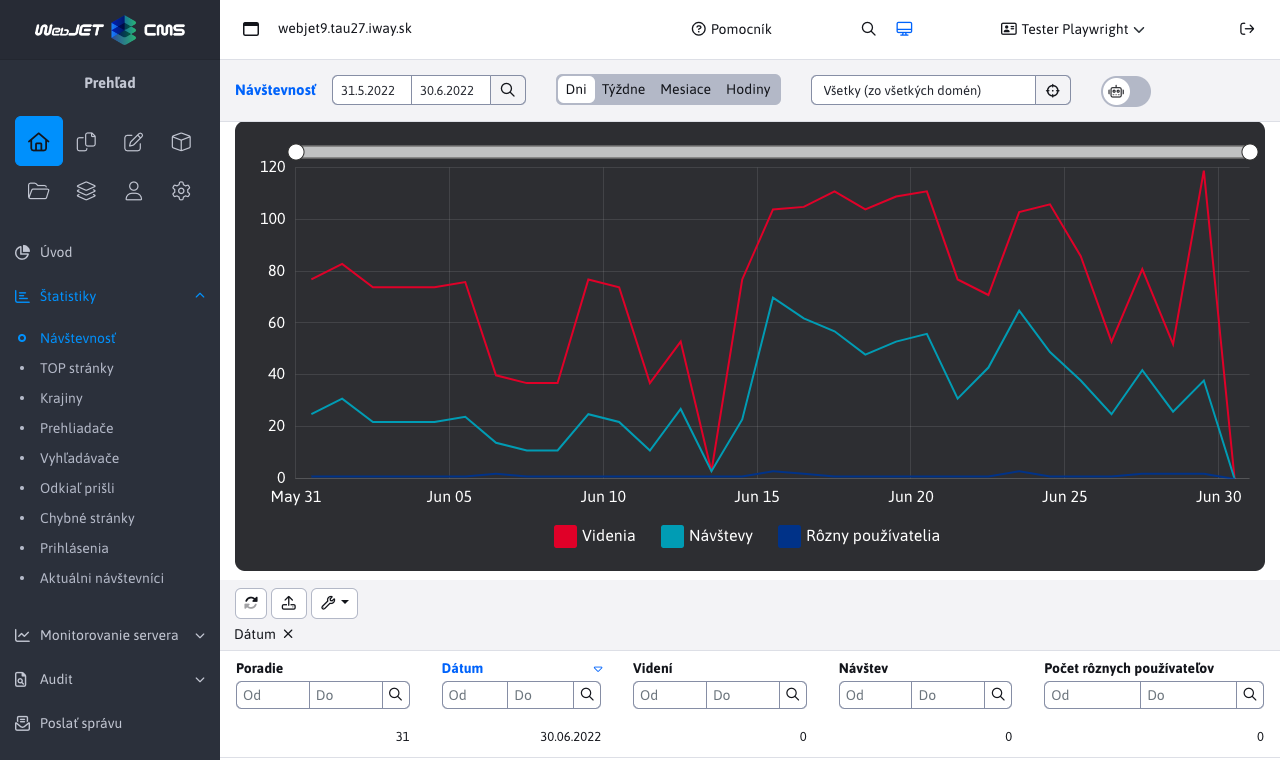 WebJET CMS
webjet9.tau27.iway.sk
Pomocník
Tester Playwright
Prehľad
Návštevnosť
31.5.2022
30.6.2022
Dni
Týždne
Mesiace
Hodiny
Všetky (zo všetkých domén)
Úvod
Štatistiky
Návštevnosť
TOP stránky
Krajiny
Prehliadače
Vyhľadávače
Odkiaľ prišli
Chybné stránky
Prihlásenia
Aktuálni návštevníci
Monitorovanie servera
Audit
Poslať správu
120
100
80
60
40
20
0
May 31 Jun 05 Jun 10 Jun 15 Jun 20 Jun 25 Jun 30
Videnia Návštevy Rôzny používatelia
Dátum
Poradie Dátum Videní Návštev Počet rôznych používateľov
Od Do Od Do Od Do Od Do Od Do
31 30.06.2022 0 0 0